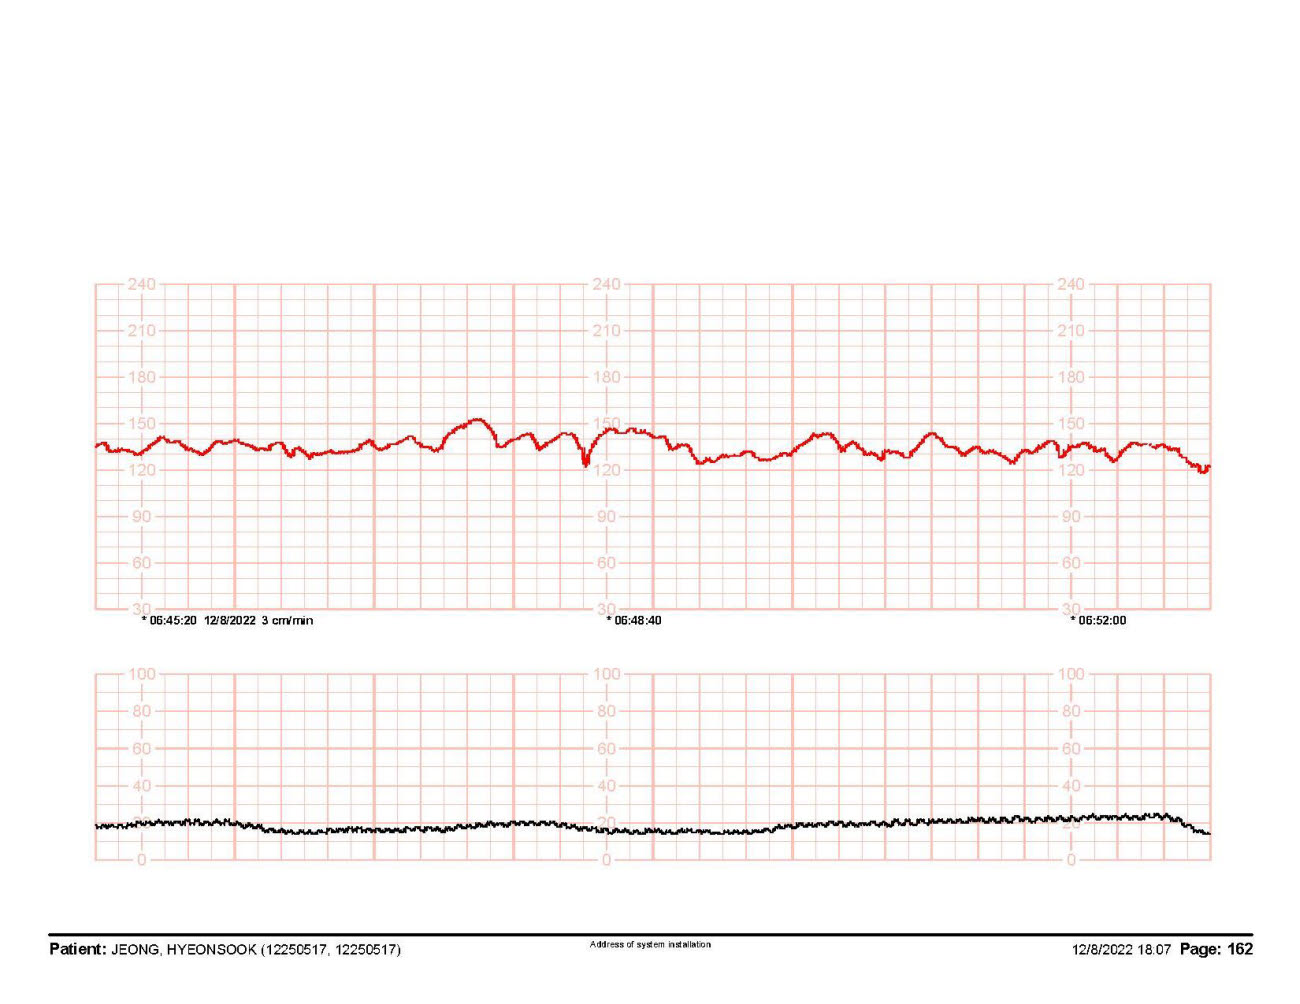 240 240 240
210 210 210
180 180 180
150 150 150
120 120 120
90 90 90
60 60 60
30 30 30
* 06:45:20 12/8/2022 3 cm/min * 06:48:40 * 06:52:00
100 100 100
80 80 80
60 60 60
40 40 40
20 20 20
0 0 0
Patient: JEONG, HYEONSOOK (12250517, 12250517) Address of system installation 12/8/2022 18:07 Page: 162